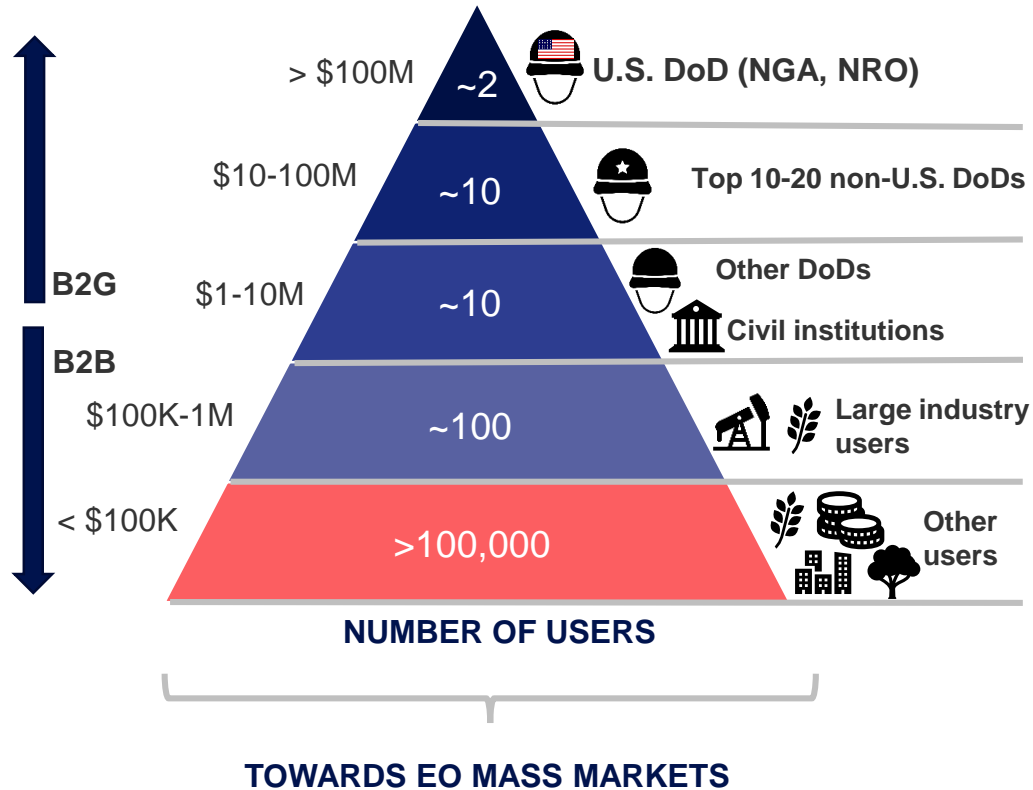 > $100M
~2
U.S. DoD (NGA, NRO)
$10-100M
~10
Top 10-20 non-U.S. DoDs
B2G
$1-10M
~10
Other DoDs
Civil institutions
B2B
$100K-1M
~100
Large industry
users
< $100K
>100,000
Other
users
NUMBER OF USERS
TOWARDS EO MASS MARKETS